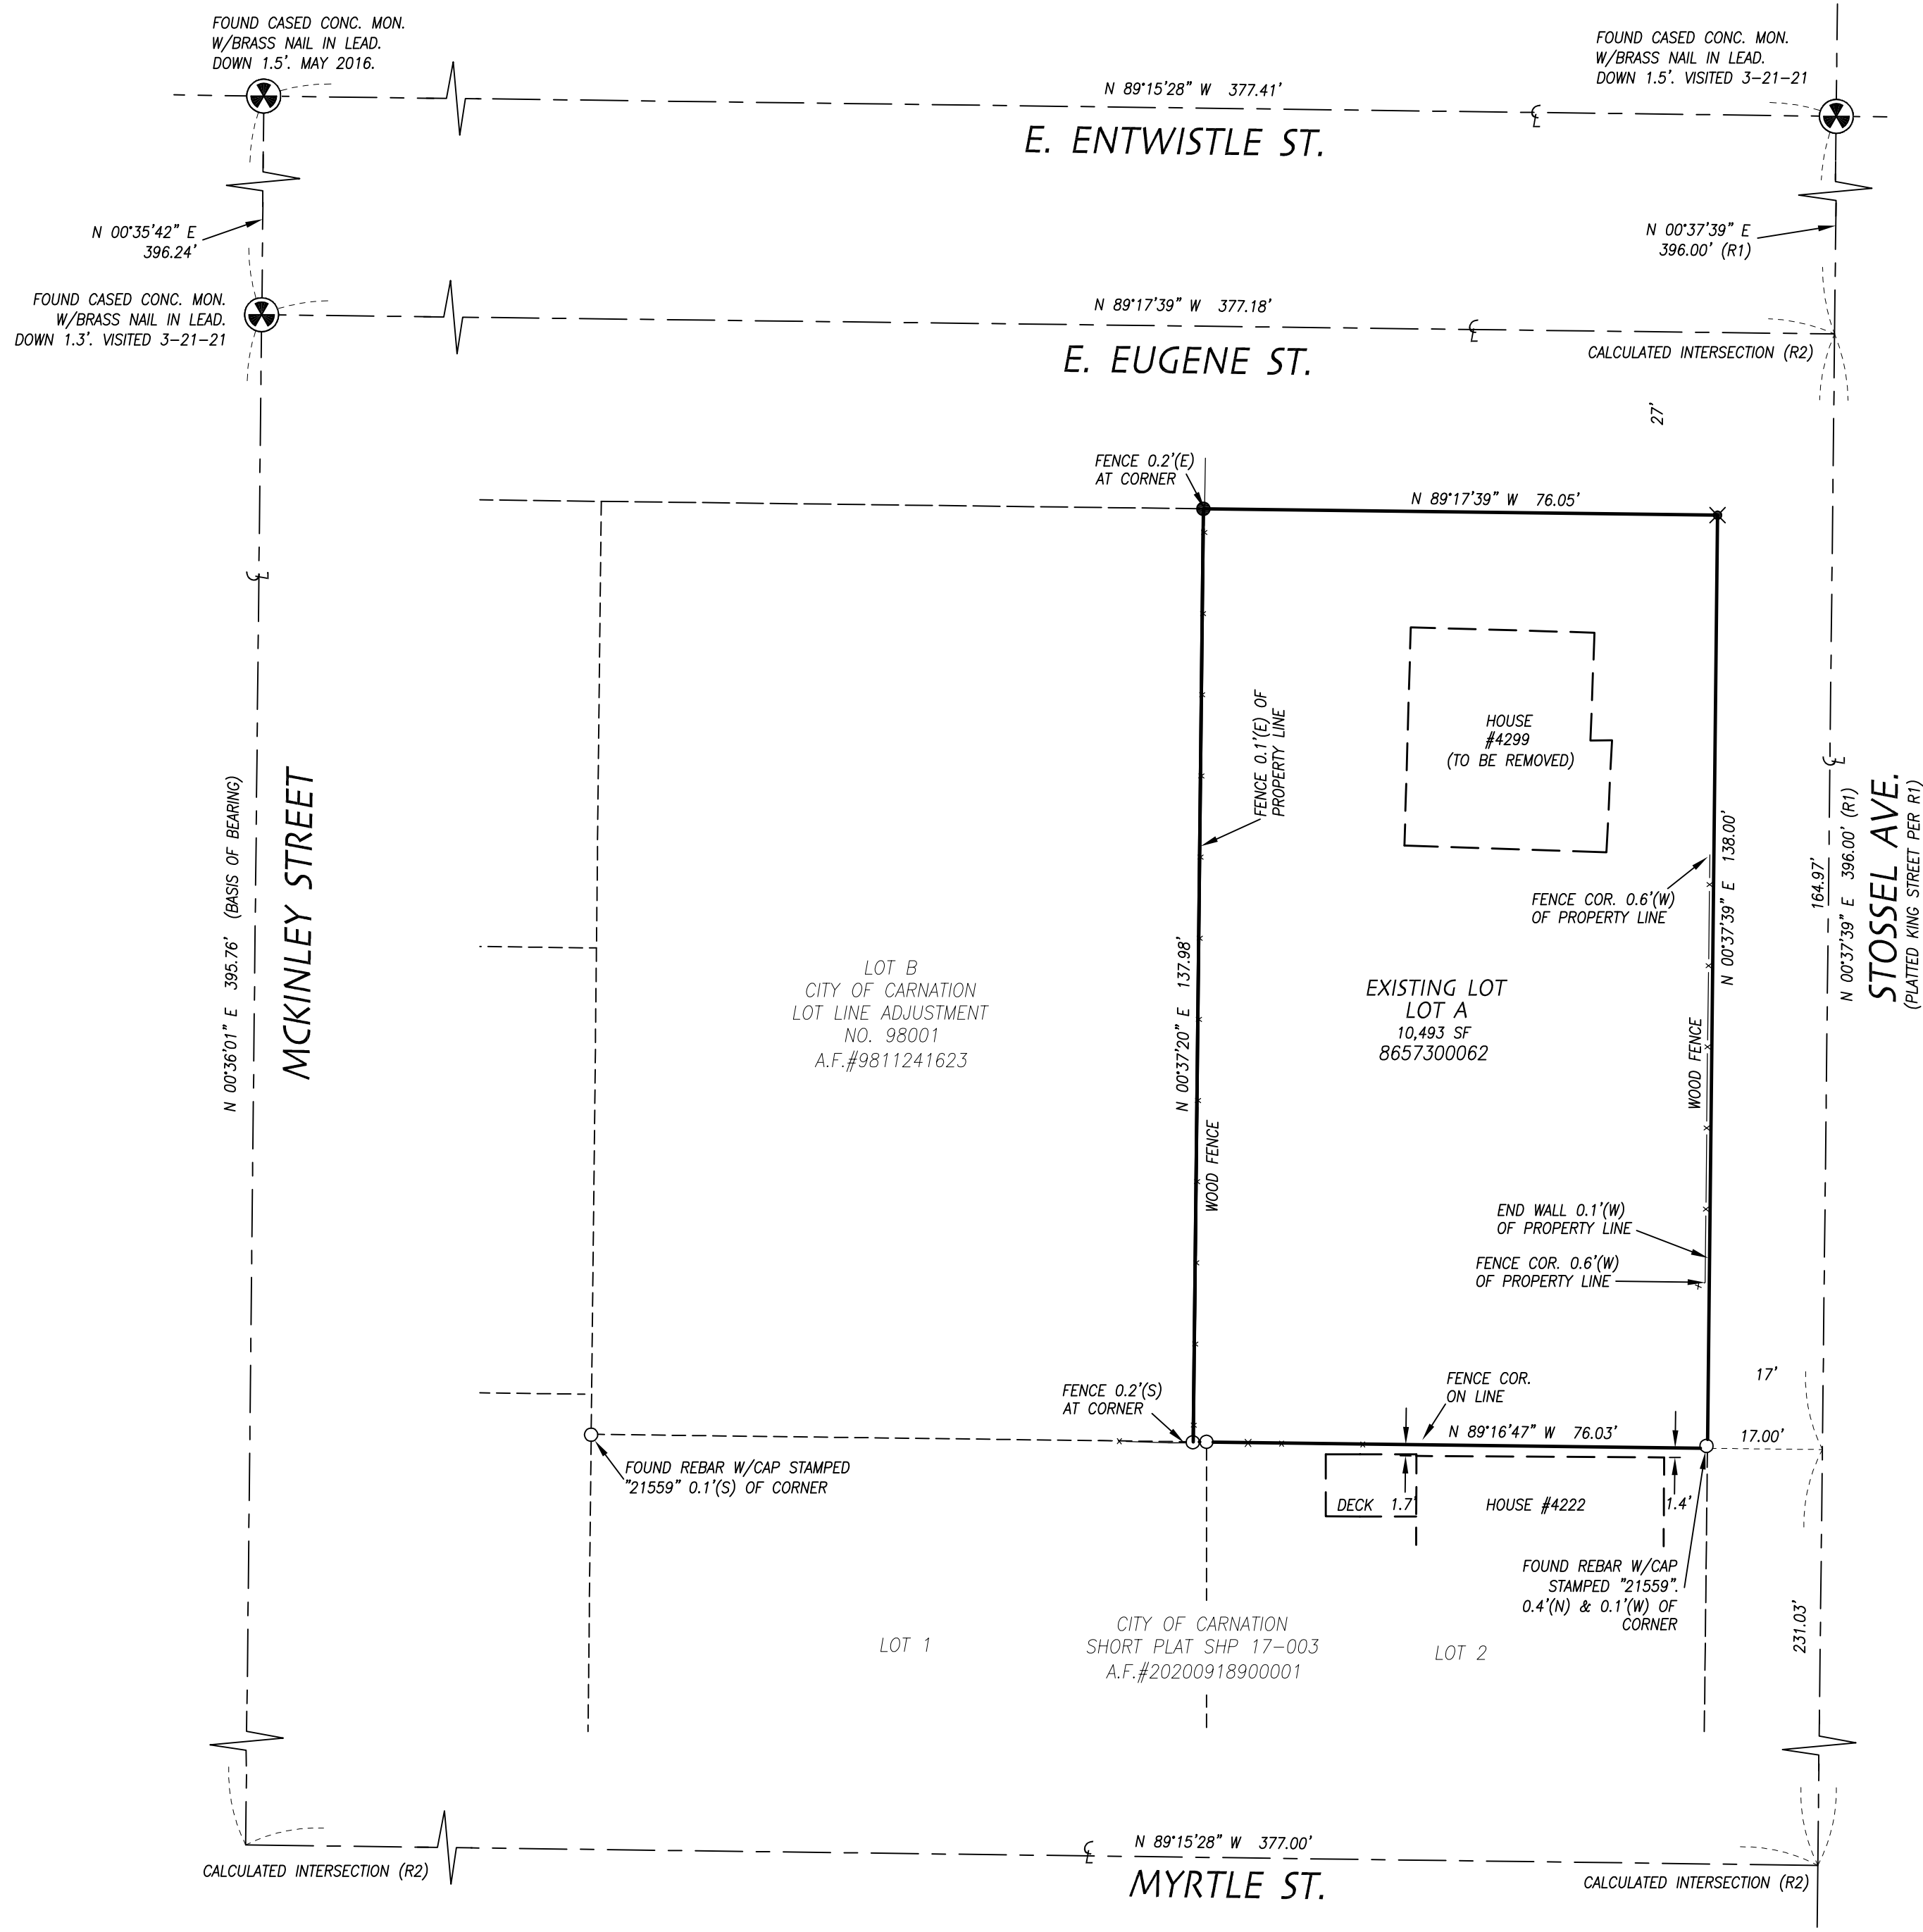 FOUND CASED CONC. MON.
W/BRASS NAIL IN LEAD.
DOWN 1.5'. MAY 2016.
FOUND CASED CONC. MON.
W/BRASS NAIL IN LEAD.
DOWN 1.5'. VISITED 3-21-21
N 89°15'28" W 377.41'
E. ENTWISTLE ST.
N 00°35'42" E
396.24'
N 00°37'39" E
396.00' (R1)
FOUND CASED CONC. MON.
W/BRASS NAIL IN LEAD.
DOWN 1.3'. VISITED 3-21-21
N 89°17'39" W 377.18'
E. EUGENE ST.
CALCULATED INTERSECTION (R2)
27'
FENCE 0.2'(E)
AT CORNER
N 89°17'39" W 76.05'
HOUSE
#4299
(TO BE REMOVED)
FENCE 0.1'(E) OF
PROPERTY LINE
N 00°36'01" E 395.76' (BASIS OF BEARING)
MCKINLEY STREET
N 00°37'39" E 138.00'
164.97'
N 00°37'39" E 396.00' (R1)
STOSSEL AVE.
(PLATTED KING STREET PER R1)
FENCE COR. 0.6'(W)
OF PROPERTY LINE
LOT B
CITY OF CARNATION
LOT LINE ADJUSTMENT
NO. 98001
A.F.#9811241623
N 00°37'20" E 137.98'
EXISTING LOT
LOT A
10,493 SF
8657300062
WOOD FENCE
WOOD FENCE
END WALL 0.1'(W)
OF PROPERTY LINE
FENCE COR. 0.6'(W)
OF PROPERTY LINE
FENCE 0.2'(S)
AT CORNER
FENCE COR.
ON LINE
17'
N 89°16'47" W 76.03'
17.00'
FOUND REBAR W/CAP STAMPED
"21559" 0.1'(S) OF CORNER
DECK 1.7'
HOUSE #4222
1.4'
FOUND REBAR W/CAP
STAMPED "21559".
0.4'(N) & 0.1'(W) OF
CORNER
231.03'
LOT 1
CITY OF CARNATION
SHORT PLAT SHP 17-003
A.F.#20200918900001
LOT 2
N 89°15'28" W 377.00'
MYRTLE ST.
CALCULATED INTERSECTION (R2)
CALCULATED INTERSECTION (R2)